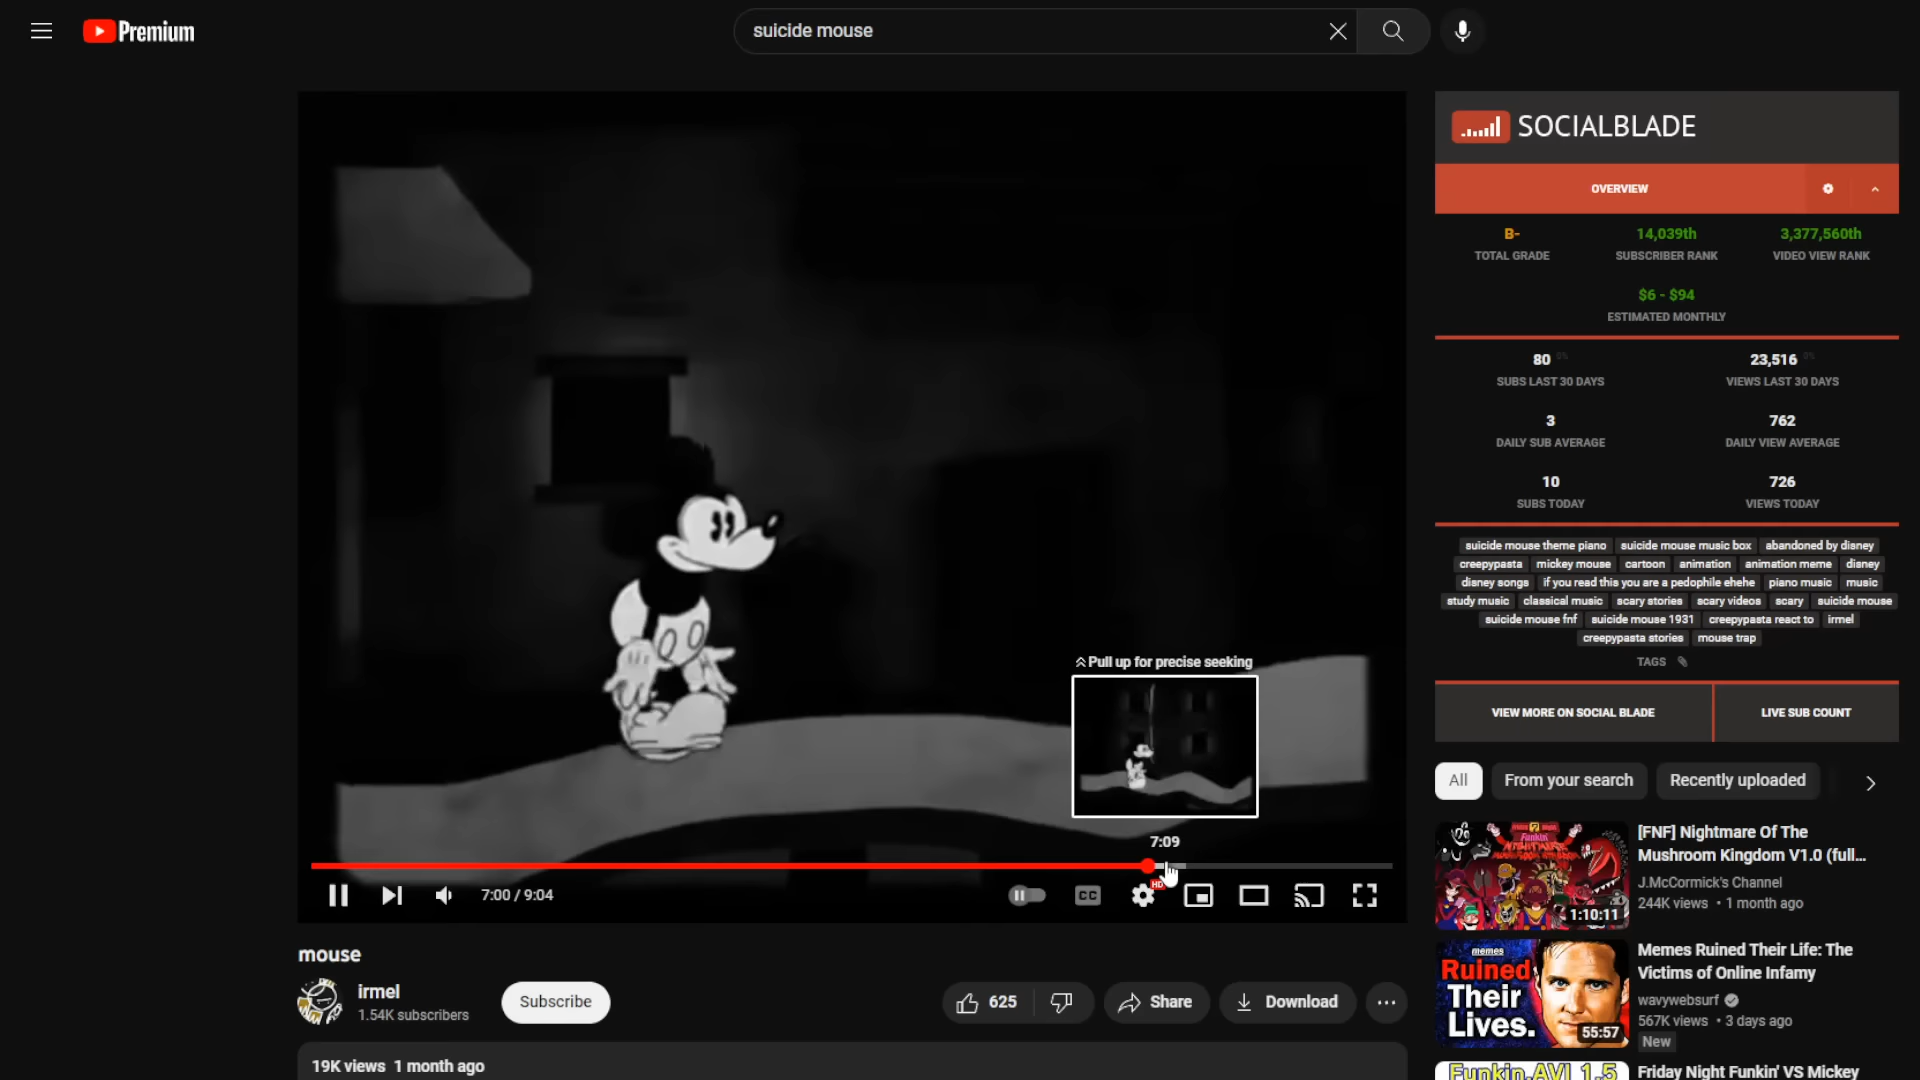 Premium
suicide mouse
SOCIALBLADE
OVERVIEW
B-
TOTAL GRADE
14,039th
SUBSCRIBER RANK
3,377,560th
VIDEO VIEW RANK
$6 - $94
ESTIMATED MONTHLY
80 0%
SUBS LAST 30 DAYS
23,516 0%
VIEWS LAST 30 DAYS
3
DAILY SUB AVERAGE
762
DAILY VIEW AVERAGE
10
SUBS TODAY
726
VIEWS TODAY
suicide mouse theme piano suicide mouse music box abandoned by disney
creepypasta mickey mouse cartoon animation animation meme disney
disney songs if you read this you are a pedophile ehehe piano music music
study music classical music scary stories scary videos scary suicide mouse
suicide mouse fnf suicide mouse 1931 creepypasta react to irmel
creepypasta stories mouse trap
TAGS
VIEW MORE ON SOCIAL BLADE
LIVE SUB COUNT
Pull up for precise seeking
7:09
7:00 / 9:04
CC
HD
mouse
irmel
1.54K subscribers
Subscribe
625
Share
Download
19K views 1 month ago
All
From your search
Recently uploaded
[FNF] Nightmare Of The
Mushroom Kingdom V1.0 (full...
J.McCormick's Channel
244K views • 1 month ago
1:10:11
memes
Ruined
Their
Lives.
55:57
Memes Ruined Their Life: The
Victims of Online Infamy
wavywebsurf
567K views • 3 days ago
New
Funkin.AVI 1.5
Friday Night Funkin' VS Mickey